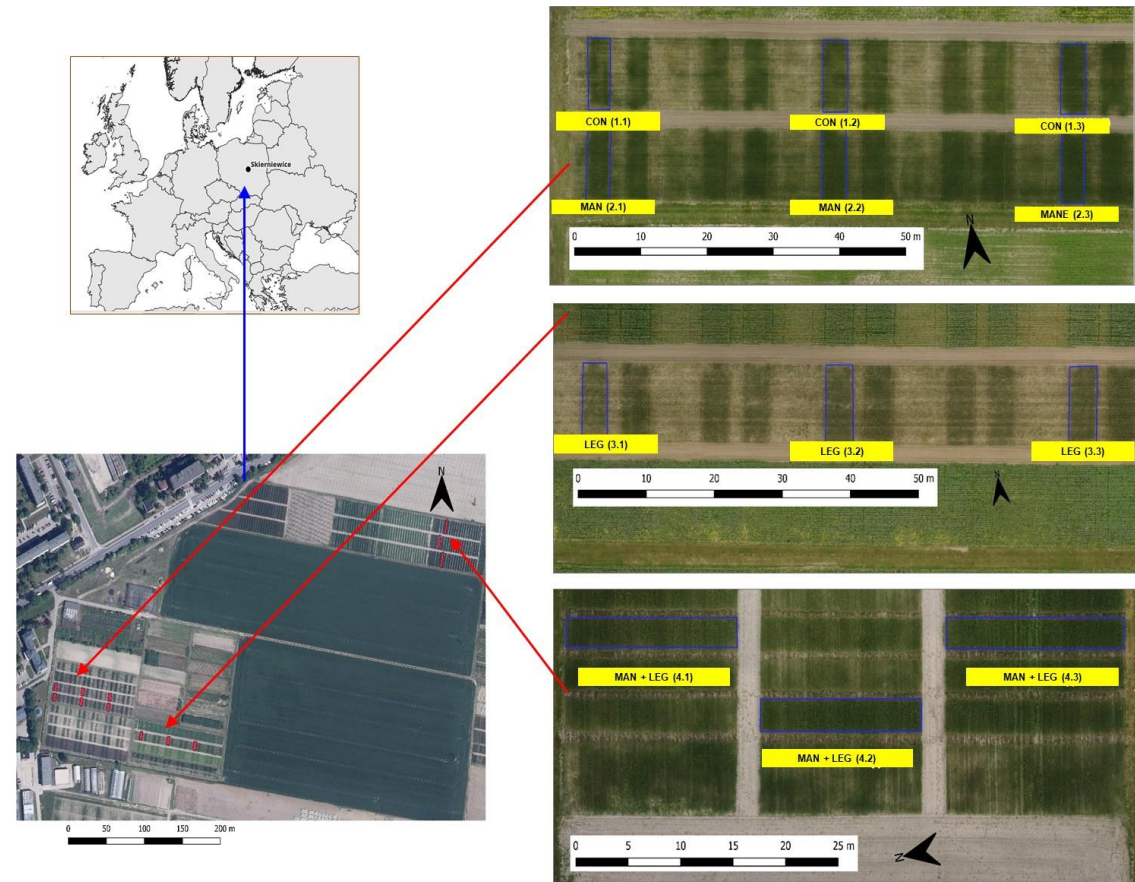 Skierniewice
CON (1.1)
CON (1.2)
CON (1.3)
MAN (2.1)
MAN (2.2)
MANE (2.3)
N
0 10 20 30 40 50 m
LEG (3.1)
LEG (3.2)
LEG (3.3)
N
0 10 20 30 40 50 m
N
0 50 100 150 200 m
MAN + LEG (4.1)
MAN + LEG (4.3)
MAN + LEG (4.2)
0 5 10 15 20 25 m
N